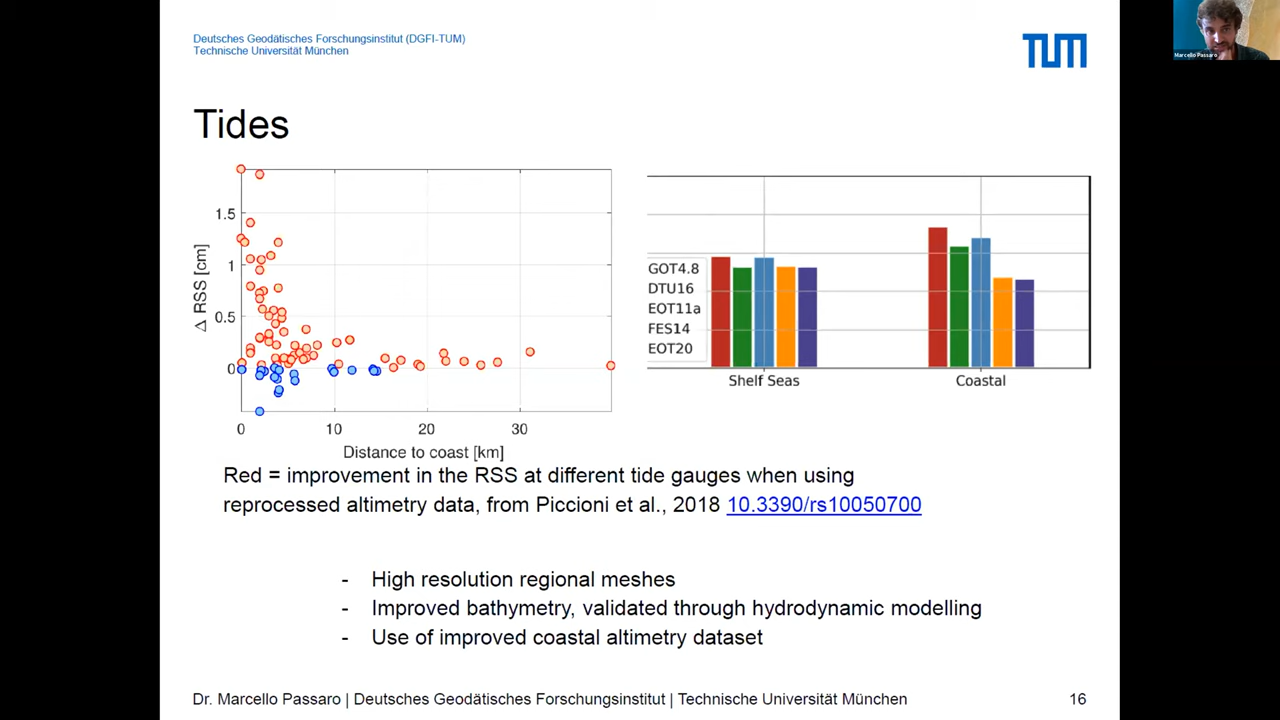 Deutsches Geodätisches Forschungsinstitut (DGFI-TUM)
Technische Universität München
TUM
Marcello Passaro
Tides
1.5
1
0.5
0
Δ RSS [cm]
0 10 20 30
Distance to coast [km]
GOT4.8
DTU16
EOT11a
FES14
EOT20
Shelf Seas Coastal
Red = improvement in the RSS at different tide gauges when using
reprocessed altimetry data, from Piccioni et al., 2018 10.3390/rs10050700
- High resolution regional meshes
- Improved bathymetry, validated through hydrodynamic modelling
- Use of improved coastal altimetry dataset
Dr. Marcello Passaro | Deutsches Geodätisches Forschungsinstitut | Technische Universität München 16